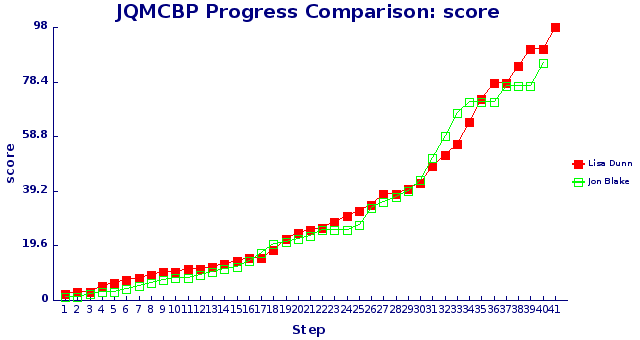 JQMCBP Progress Comparison: score
98
78.4
58.8
39.2
19.6
0
score
1 2 3 4 5 6 7 8 9 10 11 12 13 14 15 16 17 18 19 20 21 22 23 24 25 26 27 28 29 30 31 32 33 34 35 36 37 38 39 40 41
Step
Lisa Dunn
Jon Blake